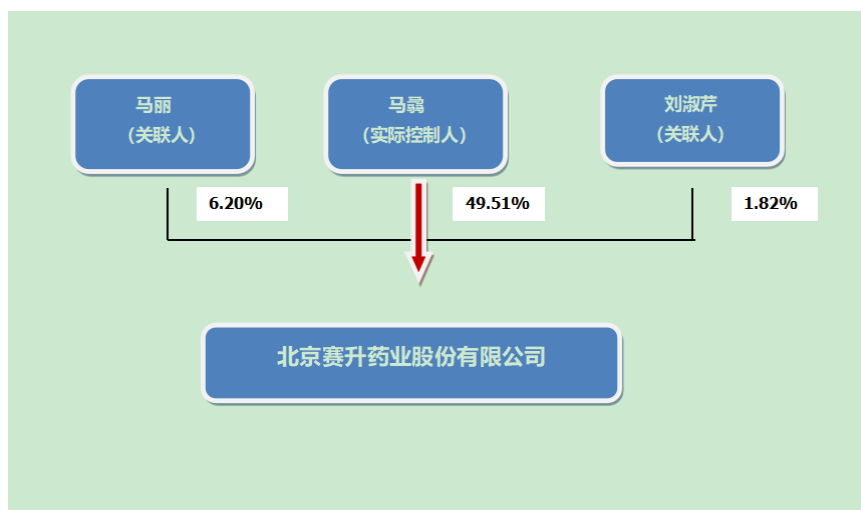 马丽
（关联人）
马骉
（实际控制人）
刘淑芹
（关联人）
6.20%
49.51%
1.82%
北京赛升药业股份有限公司